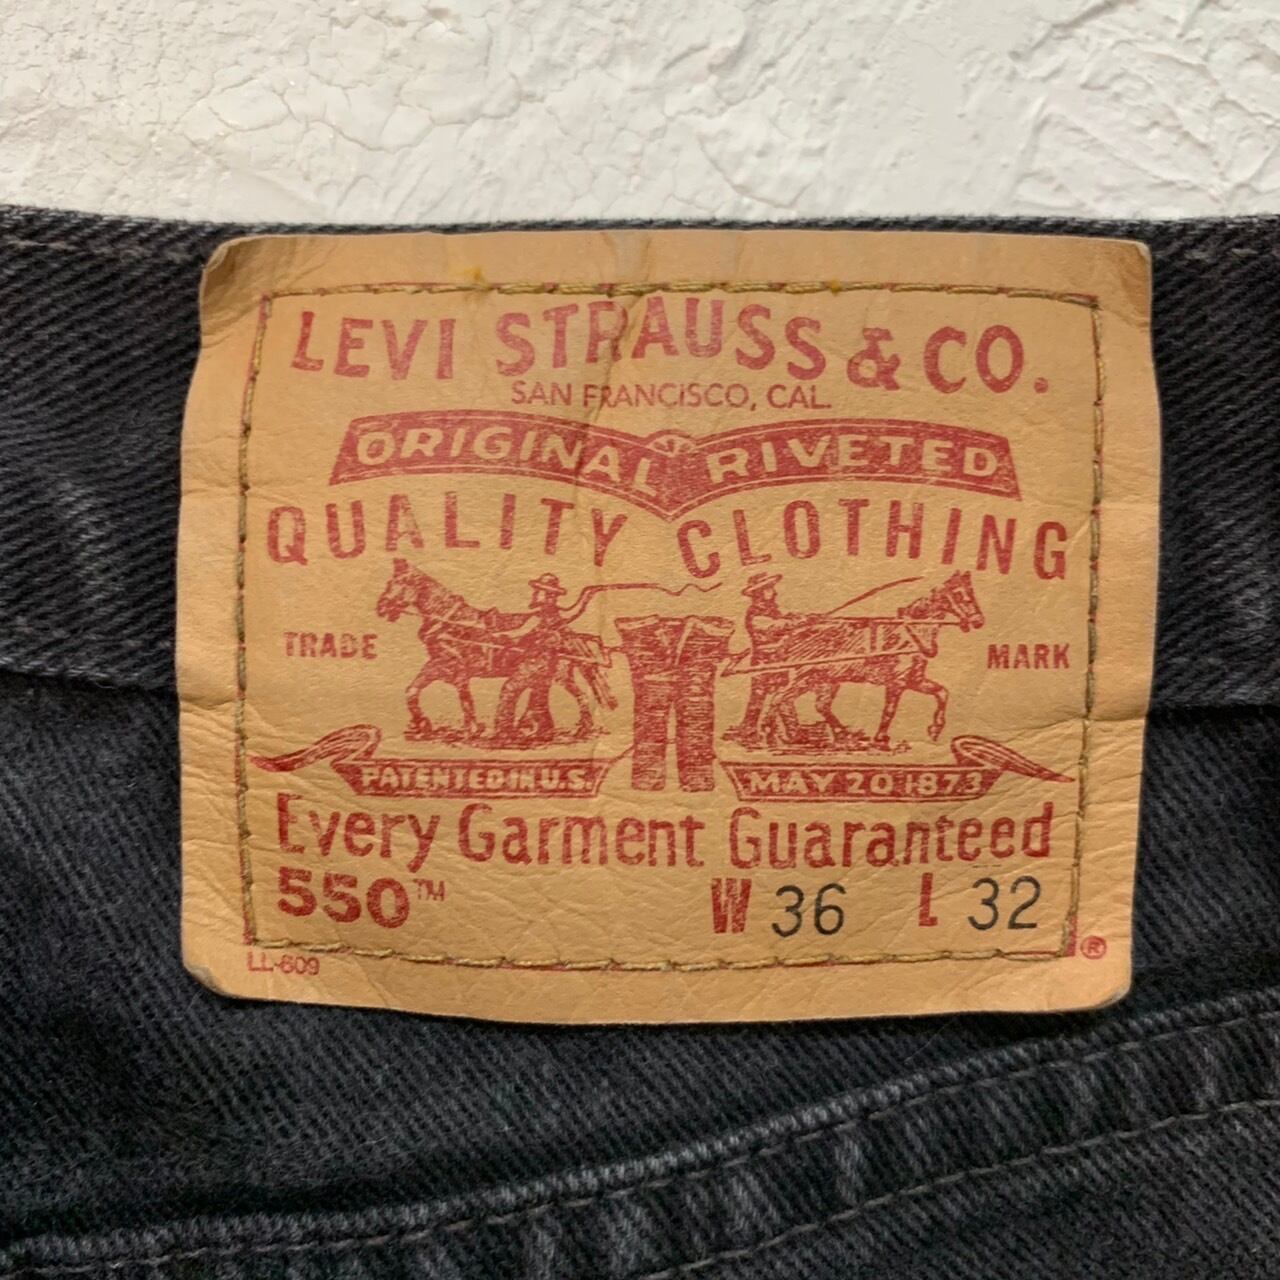 LEVI STRAUSS & CO.
SAN FRANCISCO, CAL.
ORIGINAL RIVETED
QUALITY CLOTHING
TRADE MARK
PATENTED IN U.S. MAY 20 1873
Every Garment Guaranteed
550™ W 36 L 32
LL-609 ®